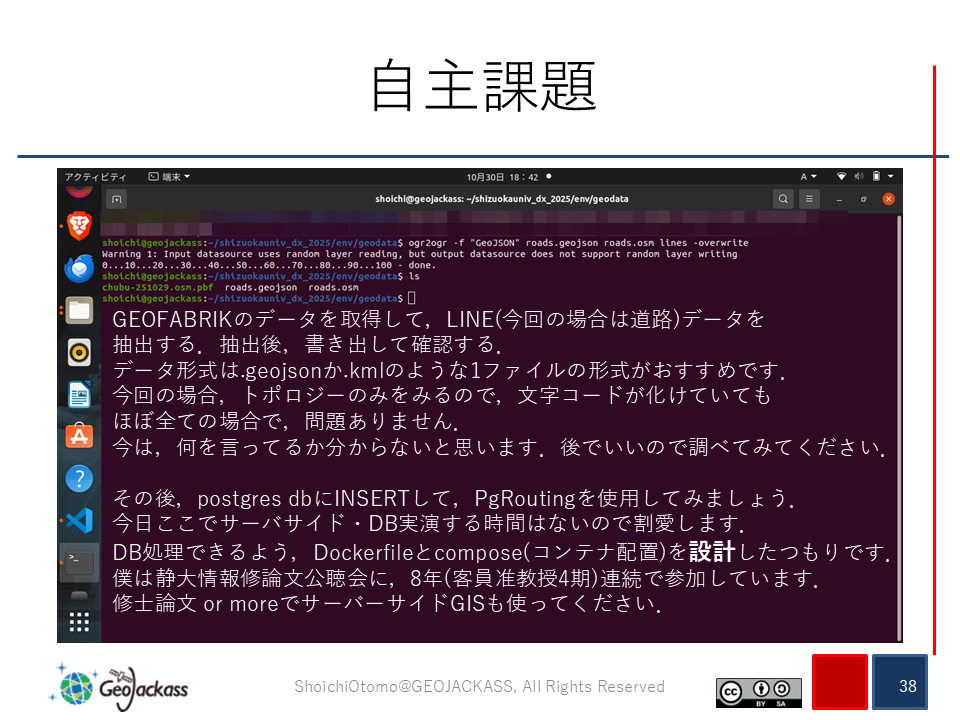 自主課題
アクティビティ 端末 10月30日 18：42 A
shoichi@geojackass: ~/shizuokauniv_dx_2025/env/geodata
shoichi@geojackass:~/shizuokauniv_dx_2025/env/geodata$ ogr2ogr -f "GeoJSON" roads.geojson roads.osm lines -overwrite
Warning 1: Input datasource uses random layer reading, but output datasource does not support random layer writing
0...10...20...30...40...50...60...70...80...90...100 - done.
shoichi@geojackass:~/shizuokauniv_dx_2025/env/geodata$ ls
chubu-251029.osm.pbf roads.geojson roads.osm
shoichi@geojackass:~/shizuokauniv_dx_2025/env/geodata$
GEOFABRIKのデータを取得して，LINE(今回の場合は道路)データを
抽出する．抽出後，書き出して確認する．
データ形式は.geojsonか.kmlのような1ファイルの形式がおすすめです．
今回の場合，トポロジーのみをみるので，文字コードが化けていても
ほぼ全ての場合で，問題ありません．
今は，何を言ってるか分からないと思います．後でいいので調べてみてください．
その後，postgres dbにINSERTして，PgRoutingを使用してみましょう．
今日ここでサーバサイド・DB実演する時間はないので割愛します．
DB処理できるよう，Dockerfileとcompose(コンテナ配置)を設計したつもりです．
僕は静大情報修論文公聴会に，8年(客員准教授4期)連続で参加しています．
修士論文 or moreでサーバーサイドGISも使ってください．
GeoJackass
ShoichiOtomo@GEOJACKASS, All Rights Reserved
cc BY SA
38